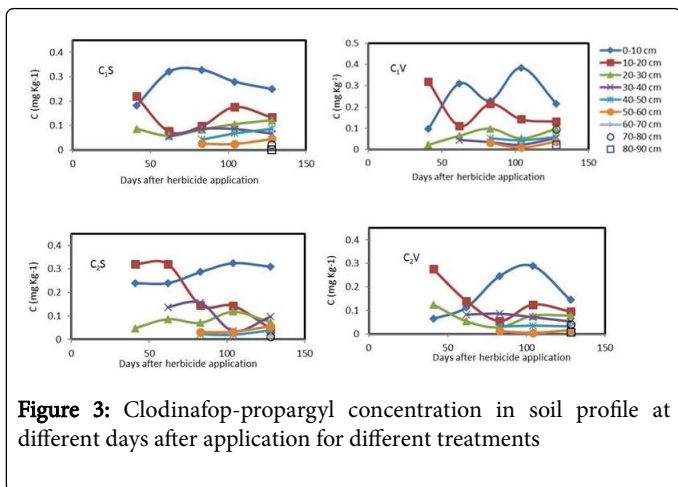 0.4
0.3
0.2
0.1
0
C (mg Kg-1)
C₁S
0 50 100 150
Days after herbicide application
0.5
0.4
0.3
0.2
0.1
0
C (mg Kg-1)
C₁V
0 50 100 150
Days after herbicide application
0-10 cm
10-20 cm
20-30 cm
30-40 cm
40-50 cm
50-60 cm
60-70 cm
70-80 cm
80-90 cm
0.4
0.3
0.2
0.1
0
C (mg Kg-1)
C₂S
0 50 100 150
Days after herbicide application
0.4
0.3
0.2
0.1
0
C (mg Kg-1)
C₂V
0 50 100 150
Days after herbicide application
Figure 3: Clodinafop-propargyl concentration in soil profile at
different days after application for different treatments